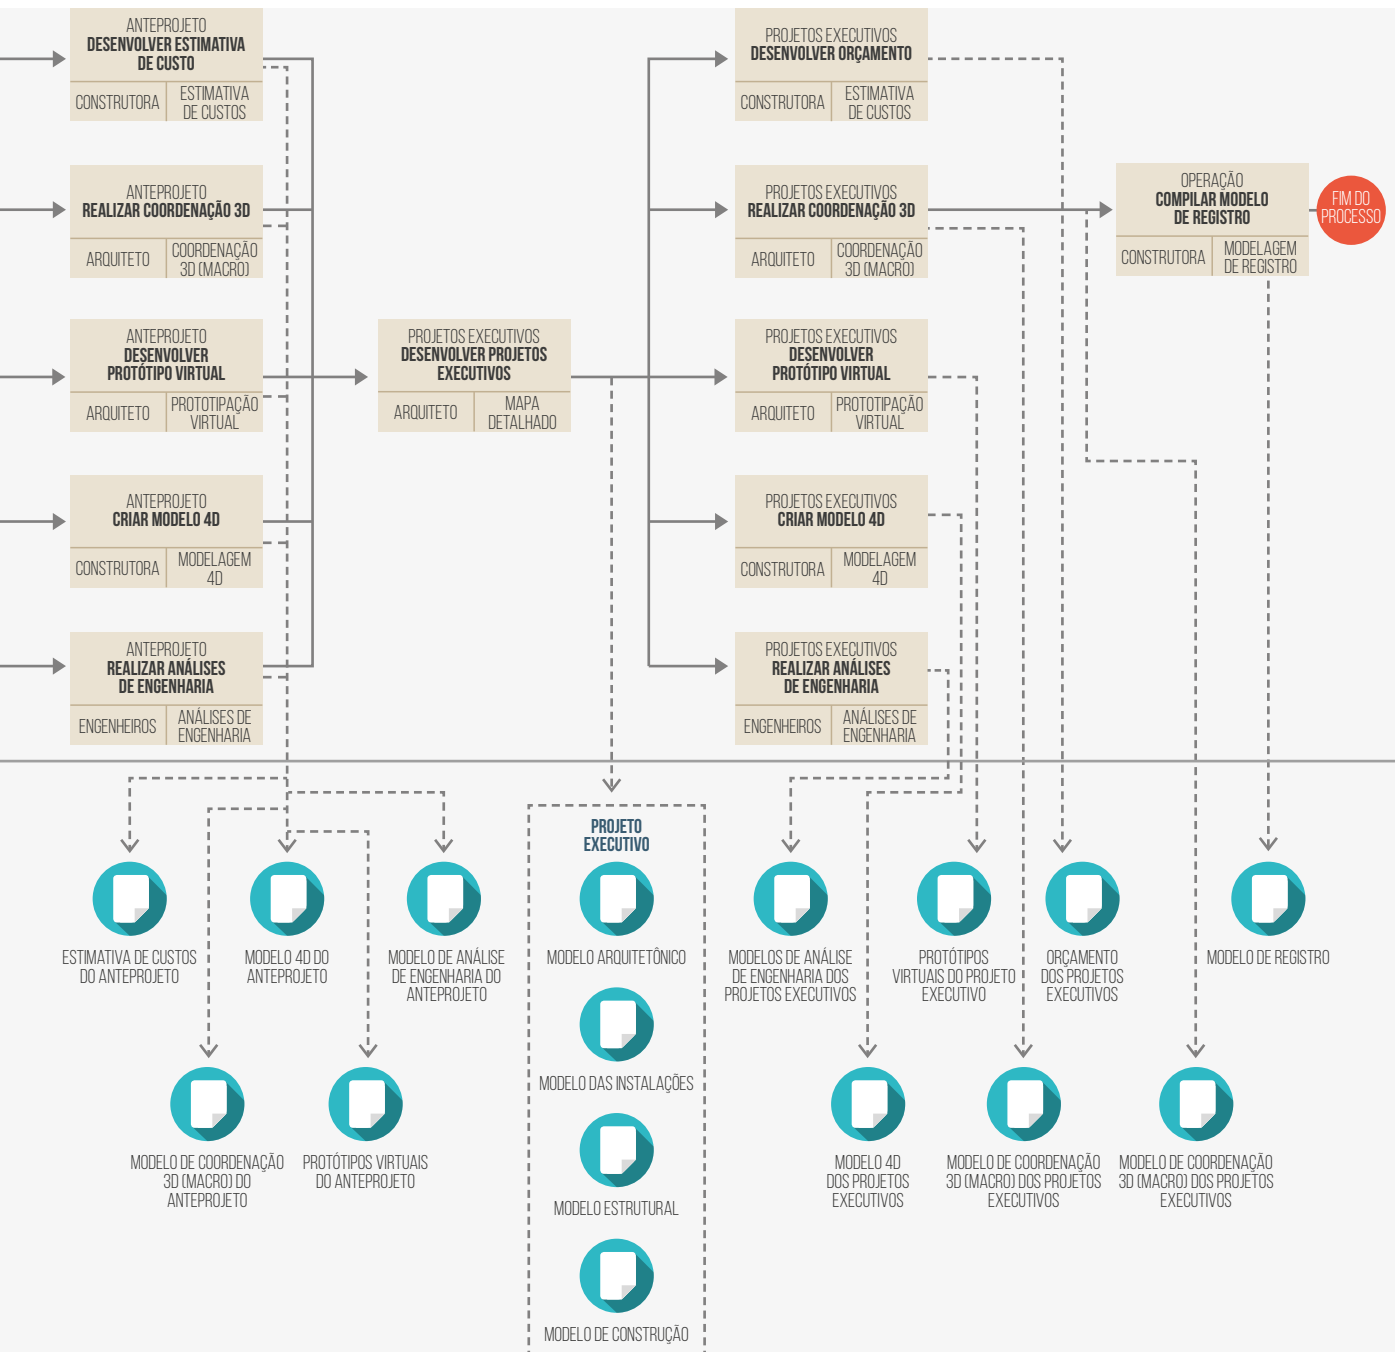 ANTEPROJETO
DESENVOLVER ESTIMATIVA
DE CUSTO
CONSTRUTORA
ESTIMATIVA
DE CUSTOS
ANTEPROJETO
REALIZAR COORDENAÇÃO 3D
ARQUITETO
COORDENAÇÃO
3D (MACRO)
ANTEPROJETO
DESENVOLVER
PROTÓTIPO VIRTUAL
ARQUITETO
PROTOTIPAÇÃO
VIRTUAL
ANTEPROJETO
CRIAR MODELO 4D
CONSTRUTORA
MODELAGEM
4D
ANTEPROJETO
REALIZAR ANÁLISES
DE ENGENHARIA
ENGENHEIROS
ANÁLISES DE
ENGENHARIA
PROJETOS EXECUTIVOS
DESENVOLVER PROJETOS
EXECUTIVOS
ARQUITETO
MAPA
DETALHADO
PROJETOS EXECUTIVOS
DESENVOLVER ORÇAMENTO
CONSTRUTORA
ESTIMATIVA
DE CUSTOS
PROJETOS EXECUTIVOS
REALIZAR COORDENAÇÃO 3D
ARQUITETO
COORDENAÇÃO
3D (MACRO)
PROJETOS EXECUTIVOS
DESENVOLVER
PROTÓTIPO VIRTUAL
ARQUITETO
PROTOTIPAÇÃO
VIRTUAL
PROJETOS EXECUTIVOS
CRIAR MODELO 4D
CONSTRUTORA
MODELAGEM
4D
PROJETOS EXECUTIVOS
REALIZAR ANÁLISES
DE ENGENHARIA
ENGENHEIROS
ANÁLISES DE
ENGENHARIA
OPERAÇÃO
COMPILAR MODELO
DE REGISTRO
CONSTRUTORA
MODELAGEM
DE REGISTRO
FIM DO
PROCESSO
ESTIMATIVA DE CUSTOS
DO ANTEPROJETO
MODELO 4D DO
ANTEPROJETO
MODELO DE ANÁLISE
DE ENGENHARIA DO
ANTEPROJETO
MODELO DE COORDENAÇÃO
3D (MACRO) DO
ANTEPROJETO
PROTÓTIPOS VIRTUAIS
DO ANTEPROJETO
PROJETO
EXECUTIVO
MODELO ARQUITETÔNICO
MODELO DAS INSTALAÇÕES
MODELO ESTRUTURAL
MODELO DE CONSTRUÇÃO
MODELOS DE ANÁLISE
DE ENGENHARIA DOS
PROJETOS EXECUTIVOS
PROTÓTIPOS
VIRTUAIS DO PROJETO
EXECUTIVO
ORÇAMENTO
DOS PROJETOS
EXECUTIVOS
MODELO DE REGISTRO
MODELO 4D
DOS PROJETOS
EXECUTIVOS
MODELO DE COORDENAÇÃO
3D (MACRO) DOS PROJETOS
EXECUTIVOS
MODELO DE COORDENAÇÃO
3D (MACRO) DOS PROJETOS
EXECUTIVOS